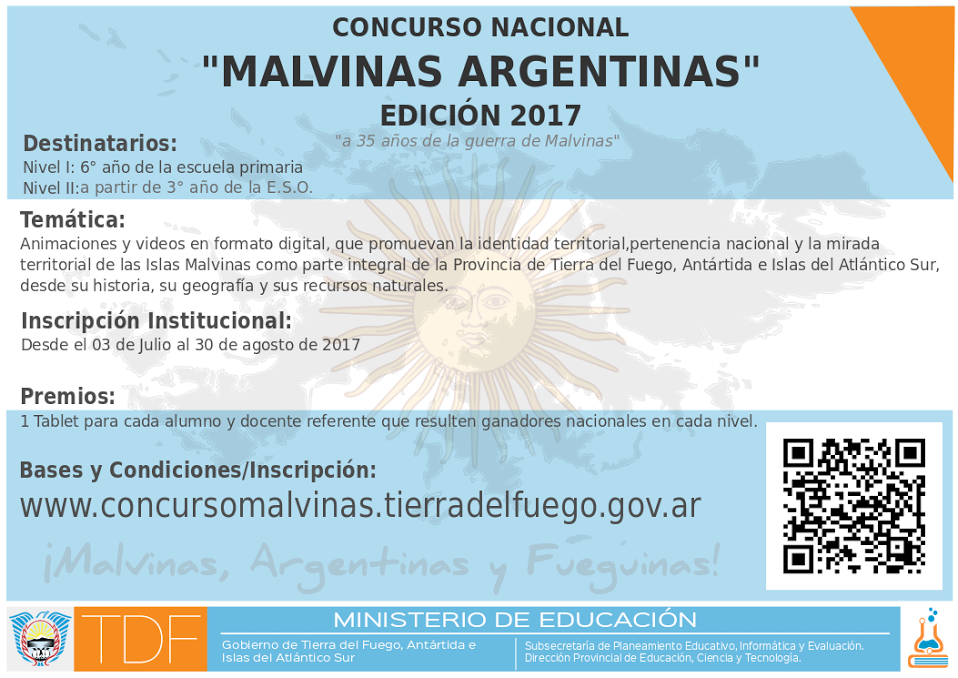 CONCURSO NACIONAL
"MALVINAS ARGENTINAS"
EDICIÓN 2017
"a 35 años de la guerra de Malvinas"
Destinatarios:
Nivel I: 6° año de la escuela primaria
Nivel II:a partir de 3° año de la E.S.O.
Temática:
Animaciones y videos en formato digital, que promuevan la identidad territorial,pertenencia nacional y la mirada
territorial de las Islas Malvinas como parte integral de la Provincia de Tierra del Fuego, Antártida e Islas del Atlántico Sur,
desde su historia, su geografía y sus recursos naturales.
Inscripción Institucional:
Desde el 03 de Julio al 30 de agosto de 2017
Premios:
1 Tablet para cada alumno y docente referente que resulten ganadores nacionales en cada nivel.
Bases y Condiciones/Inscripción:
www.concursomalvinas.tierradelfuego.gov.ar
¡Malvinas, Argentinas y Fueguinas!
TDF
MINISTERIO DE EDUCACIÓN
Gobierno de Tierra del Fuego, Antártida e
Islas del Atlántico Sur
Subsecretaría de Planeamiento Educativo, Informática y Evaluación.
Dirección Provincial de Educación, Ciencia y Tecnología.